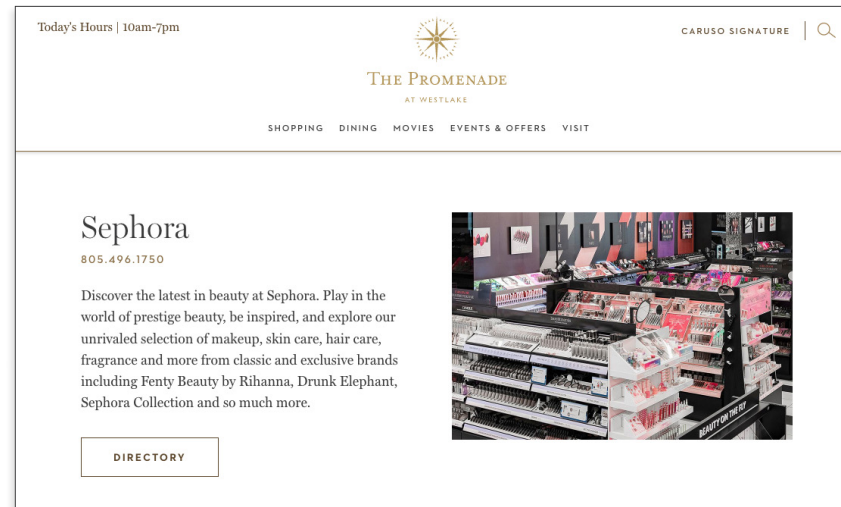 Today's Hours | 10am-7pm
CARUSO SIGNATURE
THE PROMENADE
AT WESTLAKE
SHOPPING DINING MOVIES EVENTS & OFFERS VISIT
Sephora
805.496.1750
Discover the latest in beauty at Sephora. Play in the
world of prestige beauty, be inspired, and explore our
unrivaled selection of makeup, skin care, hair care,
fragrance and more from classic and exclusive brands
including Fenty Beauty by Rihanna, Drunk Elephant,
Sephora Collection and so much more.
BEAUTY ON THE FLY
DIRECTORY